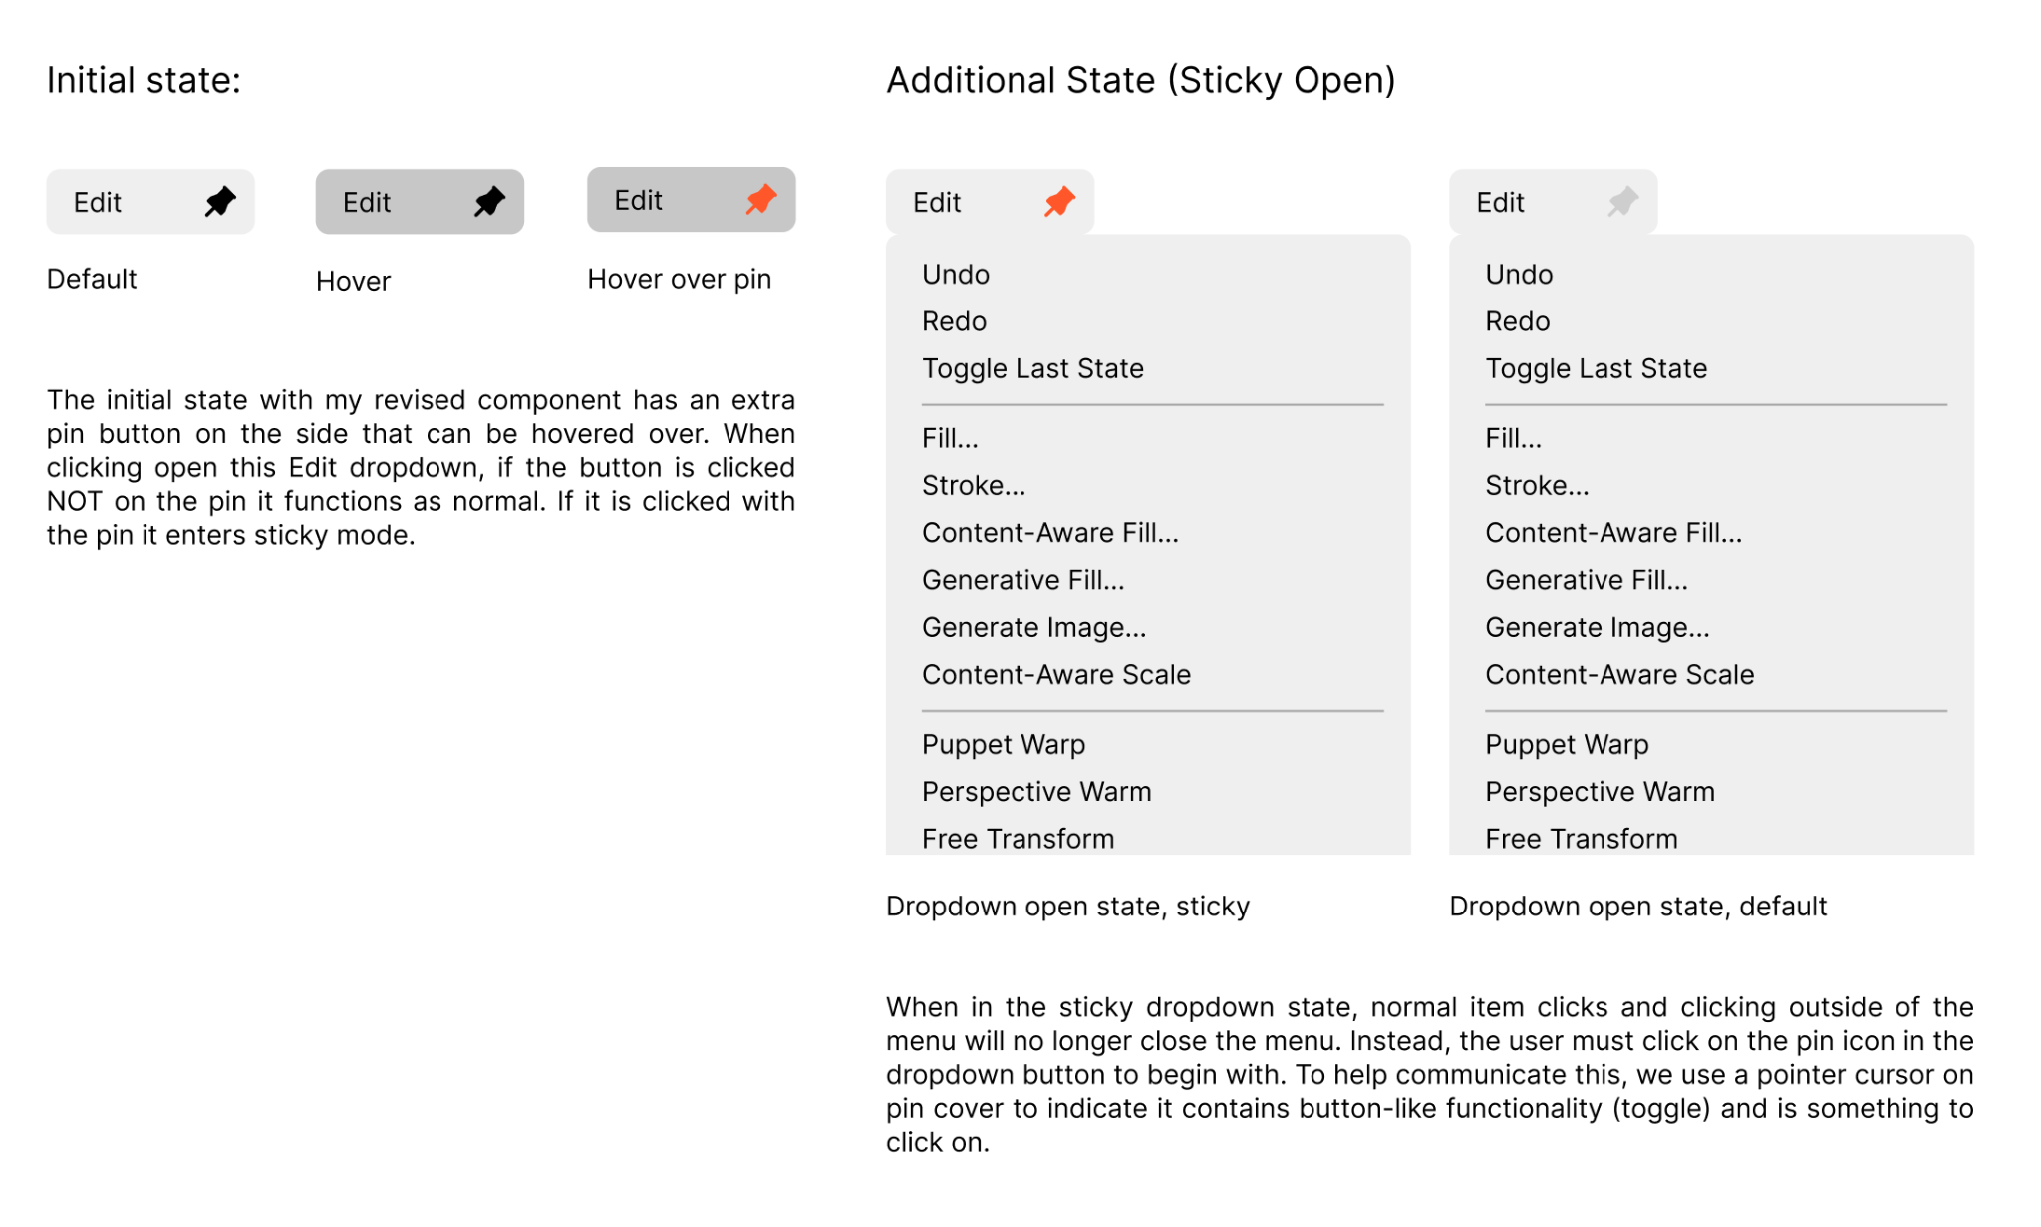 Initial state:
Edit
Edit
Edit
Default
Hover
Hover over pin
The initial state with my revised component has an extra
pin button on the side that can be hovered over. When
clicking open this Edit dropdown, if the button is clicked
NOT on the pin it functions as normal. If it is clicked with
the pin it enters sticky mode.
Additional State (Sticky Open)
Edit
Undo
Redo
Toggle Last State
Fill...
Stroke...
Content-Aware Fill...
Generative Fill...
Generate Image...
Content-Aware Scale
Puppet Warp
Perspective Warm
Free Transform
Dropdown open state, sticky
Edit
Undo
Redo
Toggle Last State
Fill...
Stroke...
Content-Aware Fill...
Generative Fill...
Generate Image...
Content-Aware Scale
Puppet Warp
Perspective Warm
Free Transform
Dropdown open state, default
When in the sticky dropdown state, normal item clicks and clicking outside of the
menu will no longer close the menu. Instead, the user must click on the pin icon in the
dropdown button to begin with. To help communicate this, we use a pointer cursor on
pin cover to indicate it contains button-like functionality (toggle) and is something to
click on.